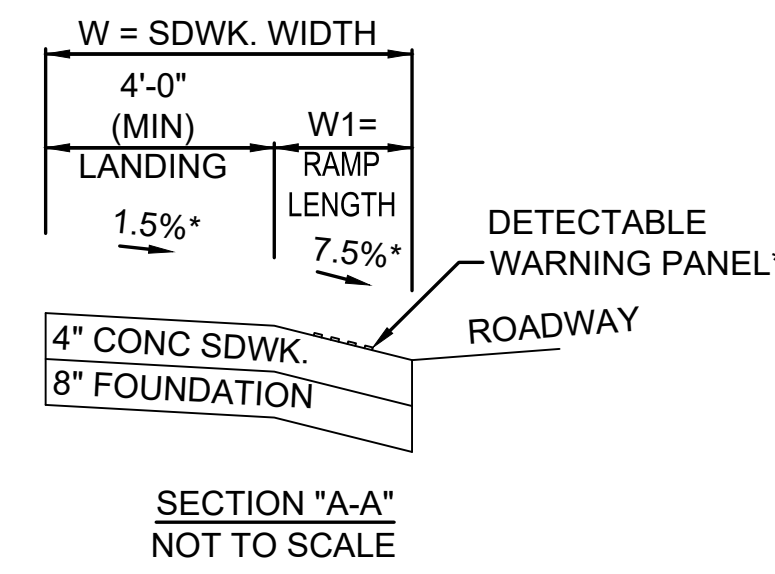 W = SDWK. WIDTH
4'-0"
(MIN)
LANDING
W1=
RAMP
LENGTH
1.5%*
7.5%*
DETECTABLE
WARNING PANEL*
ROADWAY
4" CONC SDWK.
8" FOUNDATION
SECTION "A-A"
NOT TO SCALE